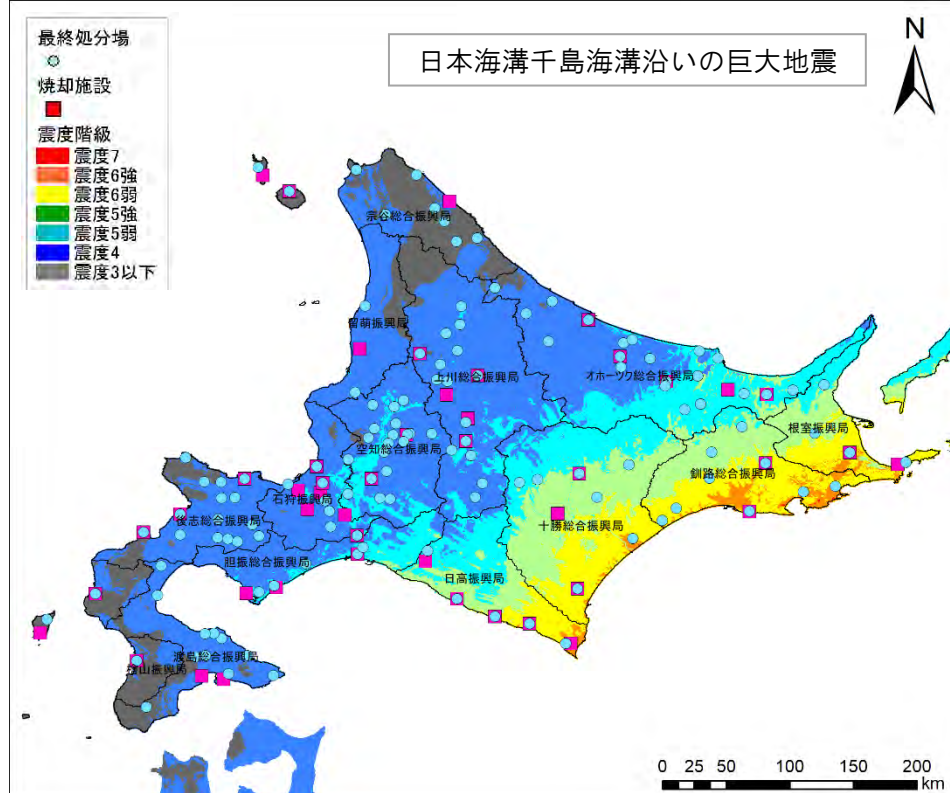 日本海溝千島海溝沿いの巨大地震
N
最終処分場
焼却施設
震度階級
震度7
震度6強
震度6弱
震度5強
震度5弱
震度4
震度3以下
宗谷総合振興局
留萌振興局
上川総合振興局
オホーツク総合振興局
根室振興局
空知総合振興局
釧路総合振興局
石狩振興局
後志総合振興局
十勝総合振興局
胆振総合振興局
日高振興局
渡島総合振興局
檜山振興局
0 25 50 100 150 200
km